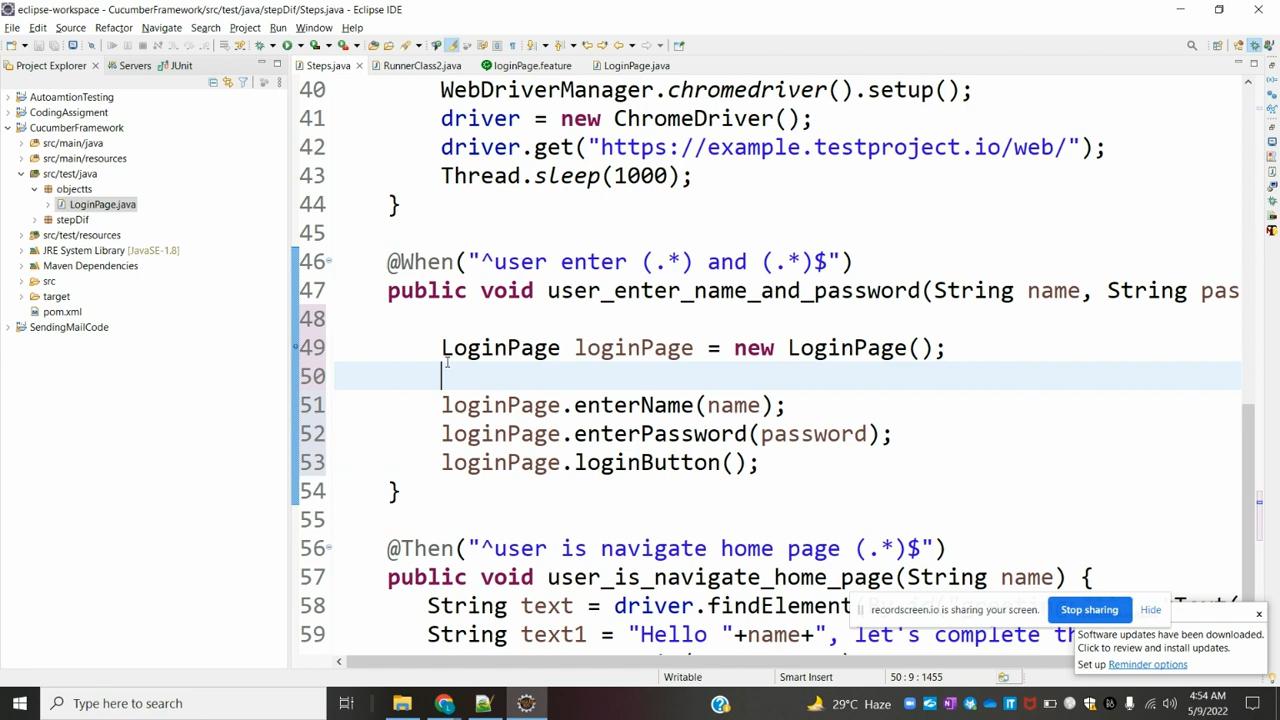 eclipse-workspace - CucumberFramework/src/test/java/stepDif/Steps.java - Eclipse IDE
File Edit Source Refactor Navigate Search Project Run Window Help
Project Explorer Servers JUnit
Steps.java RunnerClass2.java loginPage.feature LoginPage.java
AutoamtionTesting
CodingAssigment
CucumberFramework
src/main/java
src/main/resources
src/test/java
objectts
LoginPage.java
stepDif
src/test/resources
JRE System Library [JavaSE-1.8]
Maven Dependencies
src
target
pom.xml
SendingMailCode
40 WebDriverManager.chromedriver().setup();
41 driver = new ChromeDriver();
42 driver.get("https://example.testproject.io/web/");
43 Thread.sleep(1000);
44 }
45
46 @When("^user enter (.*) and (.*)$")
47 public void user_enter_name_and_password(String name, String pas
48
49 LoginPage loginPage = new LoginPage();
50
51 loginPage.enterName(name);
52 loginPage.enterPassword(password);
53 loginPage.loginButton();
54 }
55
56 @Then("^user is navigate home page (.*)$")
57 public void user_is_navigate_home_page(String name) {
58 String text = driver.findElement(
59 String text1 = "Hello "+name+", let's complete th
recordscreen.io is sharing your screen. Stop sharing Hide
Software updates have been downloaded.
Click to review and install updates.
Set up Reminder options
Writable Smart Insert 50 : 9 : 1455
Type here to search
29°C Haze
4:54 AM
5/9/2022